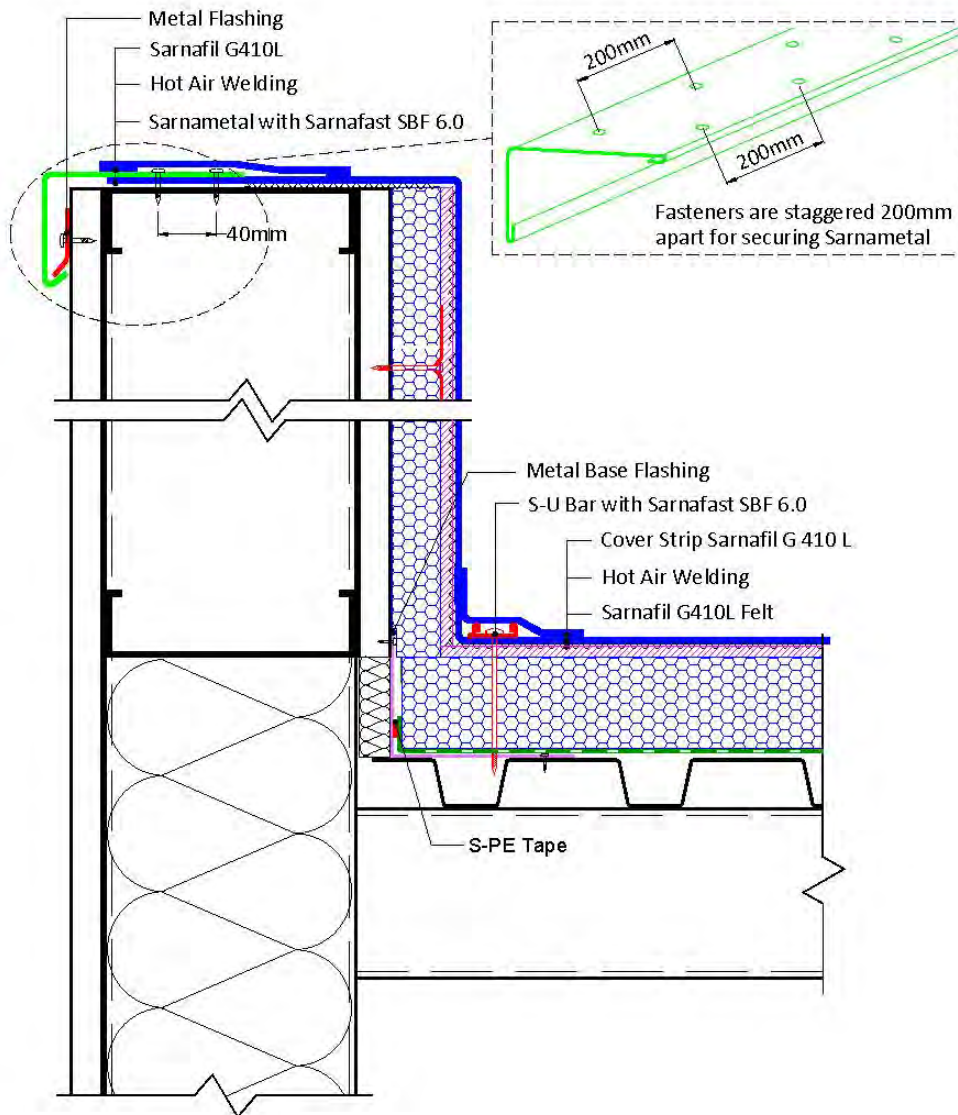 Metal Flashing
Sarnafil G410L
Hot Air Welding
Sarnametal with Sarnafast SBF 6.0
200mm
200mm
Fasteners are staggered 200mm
apart for securing Sarnametal
40mm
Metal Base Flashing
S-U Bar with Sarnafast SBF 6.0
Cover Strip Sarnafil G 410 L
Hot Air Welding
Sarnafil G410L Felt
S-PE Tape